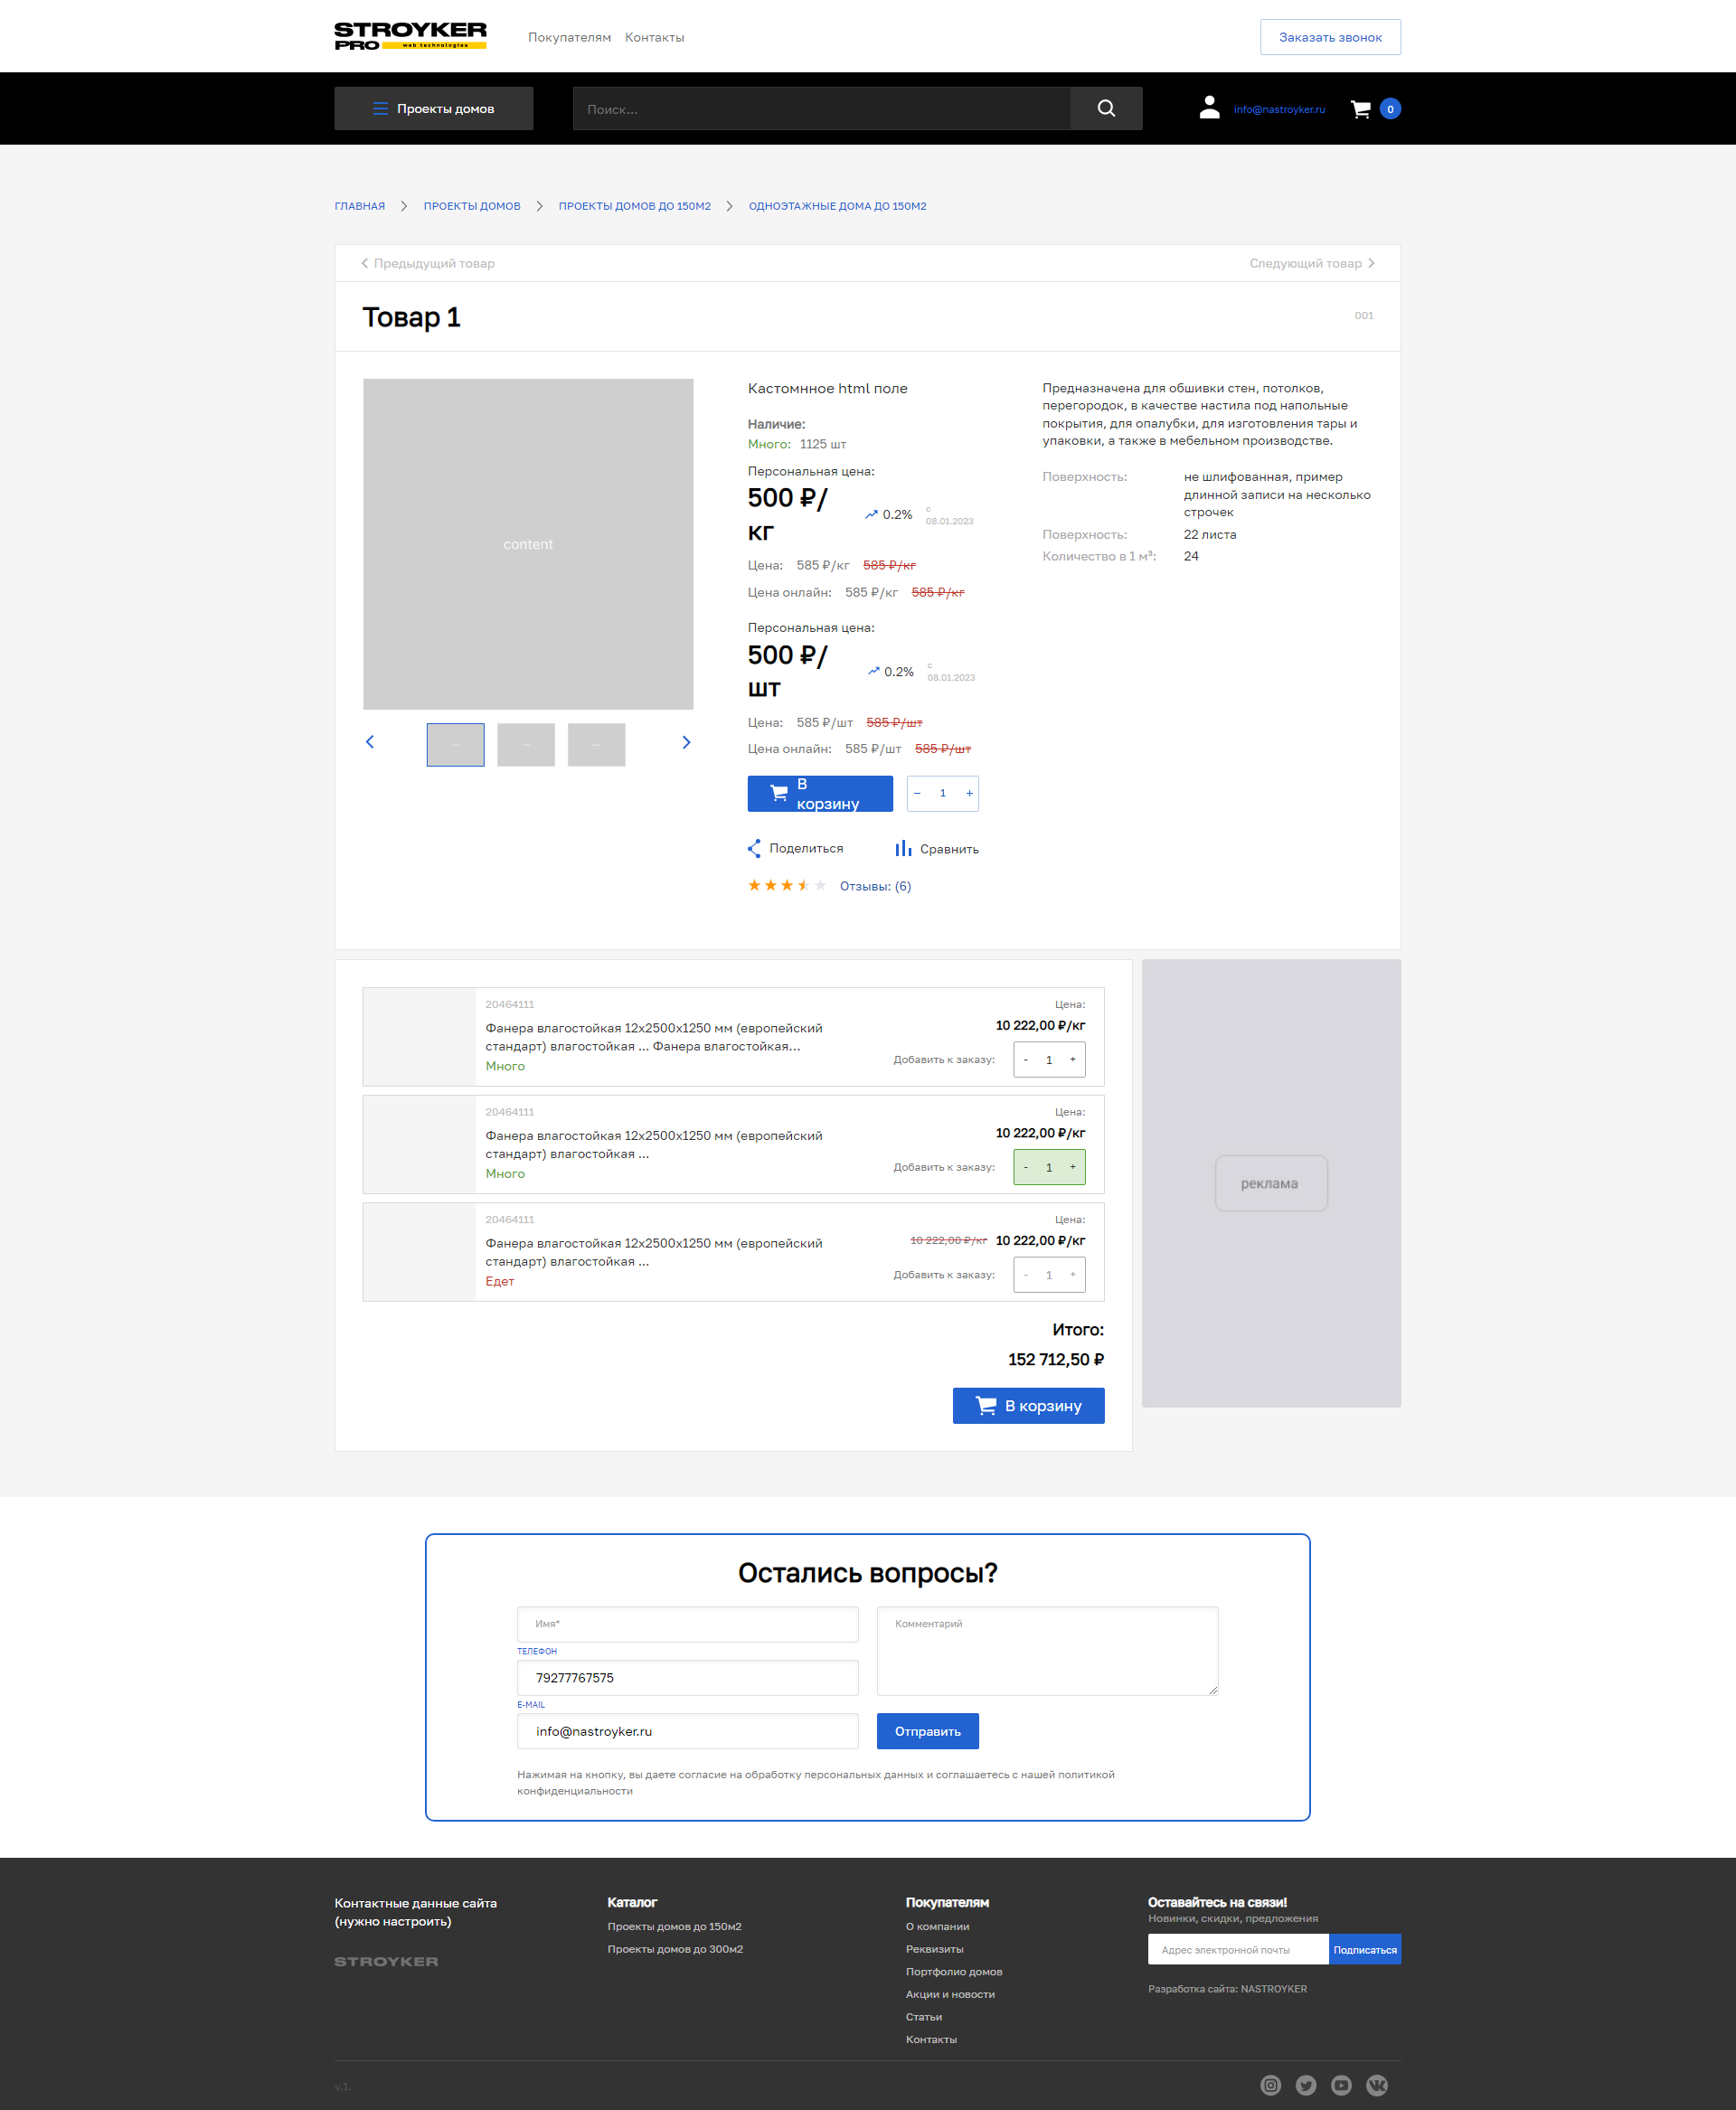 STROYKER
PRO web technologies
Покупателям Контакты
Заказать звонок
Проекты домов
Поиск...
info@nastroyker.ru
0
ГЛАВНАЯ
ПРОЕКТЫ ДОМОВ
ПРОЕКТЫ ДОМОВ ДО 150М2
ОДНОЭТАЖНЫЕ ДОМА ДО 150М2
Предыдущий товар
Следующий товар
Товар 1
001
content
Кастомнное html поле
Наличие:
Много: 1125 шт
Персональная цена:
500 ₽/
кг
0.2%
с
08.01.2023
Цена: 585 ₽/кг 585 ₽/кг
Цена онлайн: 585 ₽/кг 585 ₽/кг
Персональная цена:
500 ₽/
шт
0.2%
с
08.01.2023
Цена: 585 ₽/шт 585 ₽/шт
Цена онлайн: 585 ₽/шт 585 ₽/шт
В
корзину
− 1 +
Поделиться
Сравнить
Отзывы: (6)
Предназначена для обшивки стен, потолков,
перегородок, в качестве настила под напольные
покрытия, для опалубки, для изготовления тары и
упаковки, а также в мебельном производстве.
Поверхность: не шлифованная, пример
длинной записи на несколько
строчек
Поверхность: 22 листа
Количество в 1 м³: 24
20464111
Фанера влагостойкая 12х2500х1250 мм (европейский
стандарт) влагостойкая ... Фанера влагостойкая...
Много
Цена:
10 222,00 ₽/кг
Добавить к заказу: - 1 +
20464111
Фанера влагостойкая 12х2500х1250 мм (европейский
стандарт) влагостойкая ...
Много
Цена:
10 222,00 ₽/кг
Добавить к заказу: - 1 +
20464111
Фанера влагостойкая 12х2500х1250 мм (европейский
стандарт) влагостойкая ...
Едет
Цена:
10 222,00 ₽/кг 10 222,00 ₽/кг
Добавить к заказу: - 1 +
Итого:
152 712,50 ₽
В корзину
реклама
Остались вопросы?
Имя*
ТЕЛЕФОН
79277767575
E-MAIL
info@nastroyker.ru
Комментарий
Отправить
Нажимая на кнопку, вы даете согласие на обработку персональных данных и соглашаетесь с нашей политикой
конфиденциальности
Контактные данные сайта
(нужно настроить)
STROYKER
Каталог
Проекты домов до 150м2
Проекты домов до 300м2
Покупателям
О компании
Реквизиты
Портфолио домов
Акции и новости
Статьи
Контакты
Оставайтесь на связи!
Новинки, скидки, предложения
Адрес электронной почты
Подписаться
Разработка сайта: NASTROYKER
v.1.